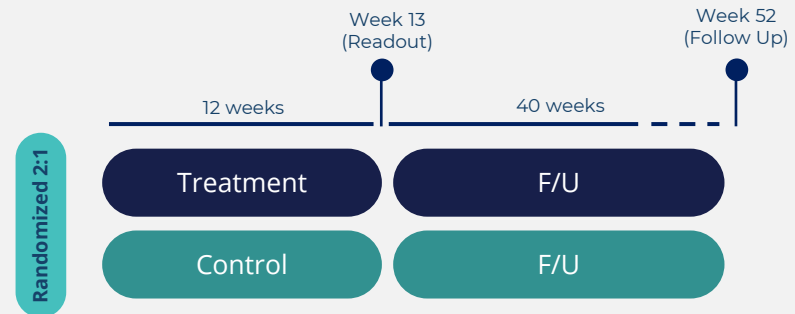 Week 13
(Readout)
Week 52
(Follow Up)
12 weeks
40 weeks
Randomized 2:1
Treatment
F/U
Control
F/U